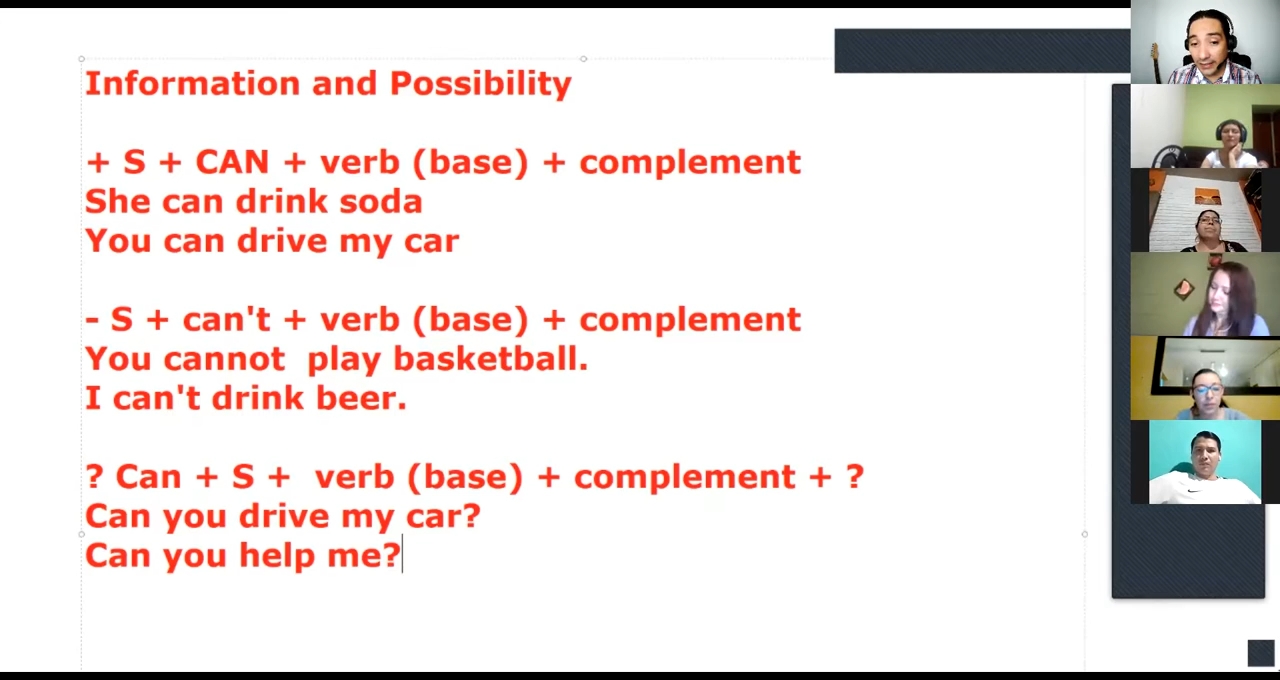 Information and Possibility
+ S + CAN + verb (base) + complement
She can drink soda
You can drive my car
- S + can't + verb (base) + complement
You cannot  play basketball.
I can't drink beer.
? Can + S +  verb (base) + complement + ?
Can you drive my car?
Can you help me?